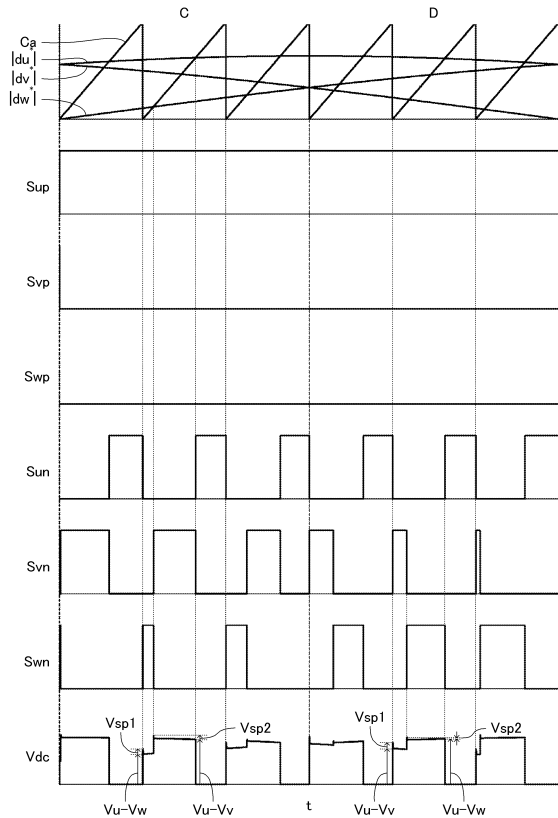 C D
Ca
|du*|
|dv*|
|dw*|
Sup
Svp
Swp
Sun
Svn
Swn
Vsp1 Vsp2 Vsp1 Vsp2
Vdc
Vu-Vw Vu-Vv t Vu-Vv Vu-Vw